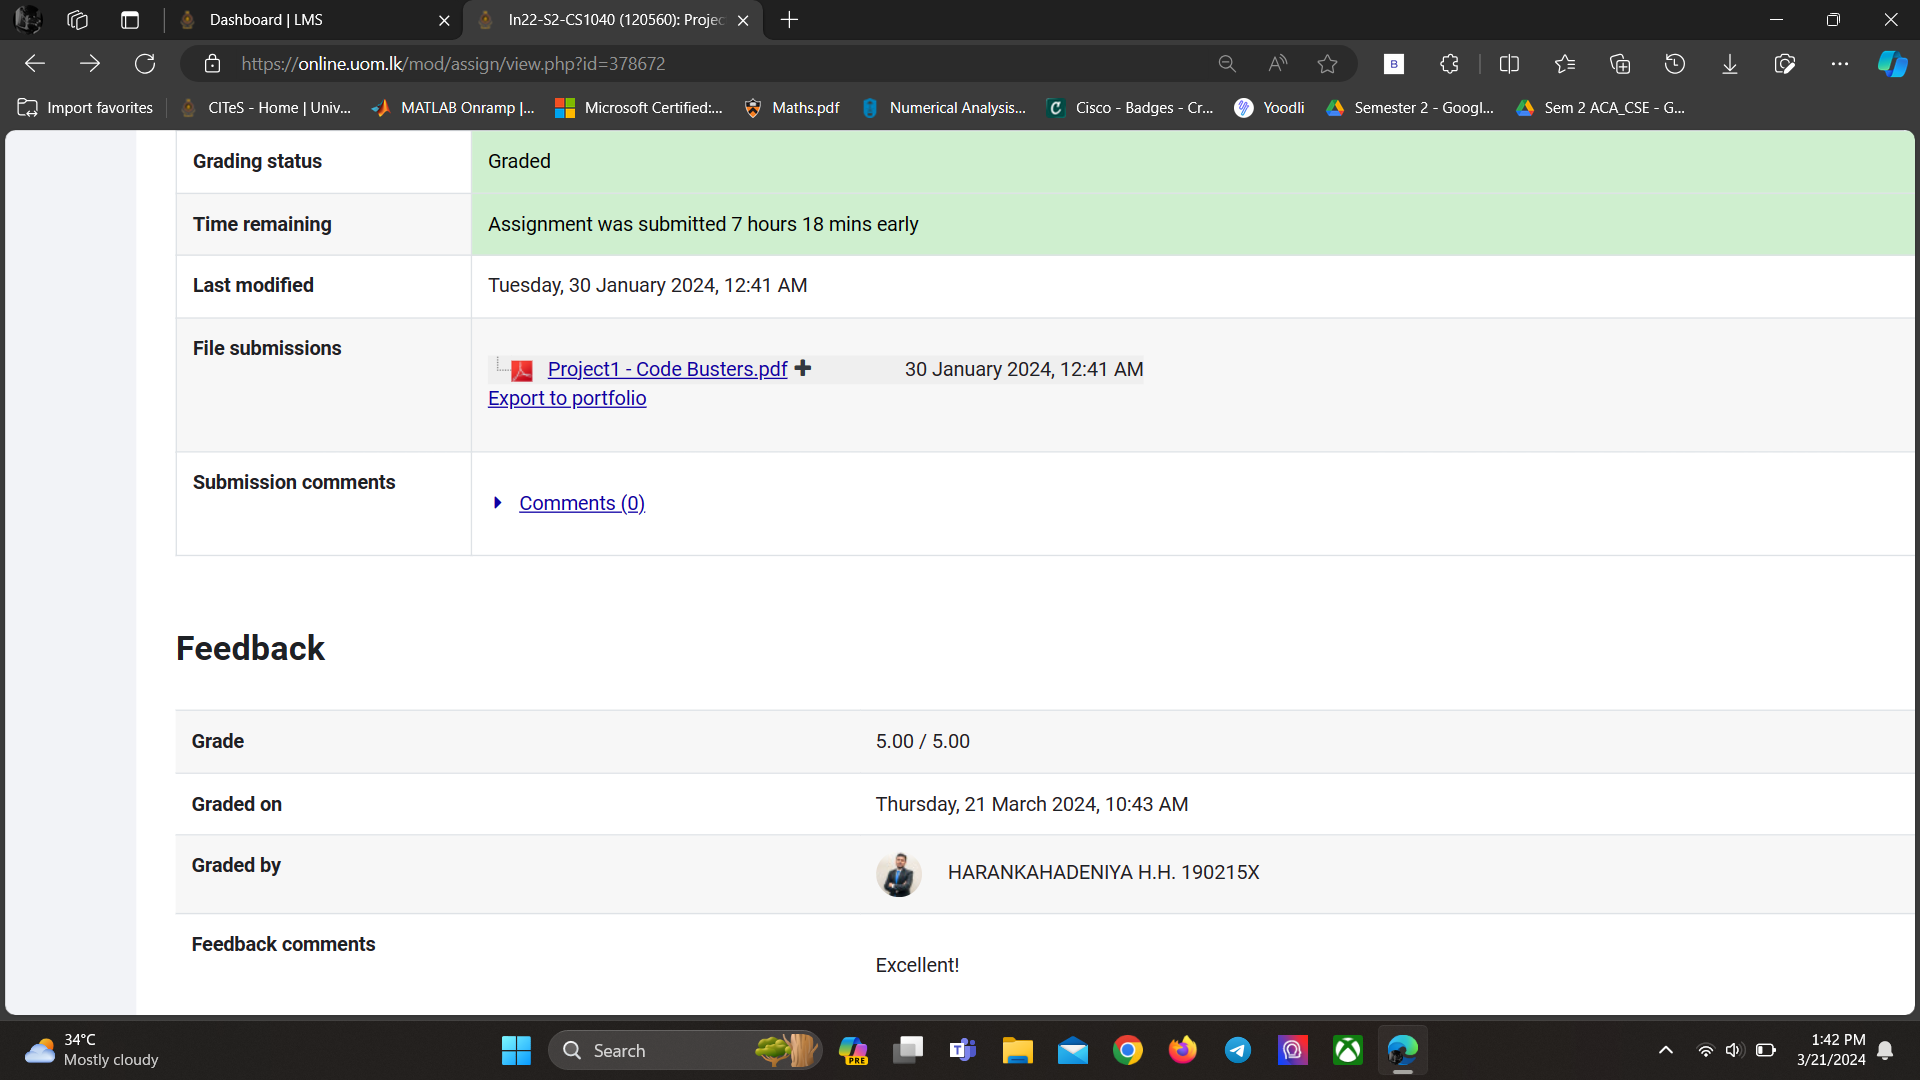 Dashboard | LMS
In22-S2-CS1040 (120560): Projec
https://online.uom.lk/mod/assign/view.php?id=378672
Import favorites
CITeS - Home | Univ...
MATLAB Onramp |...
Microsoft Certified:...
Maths.pdf
Numerical Analysis...
Cisco - Badges - Cr...
Yoodli
Semester 2 - Googl...
Sem 2 ACA_CSE - G...
Grading status
Graded
Time remaining
Assignment was submitted 7 hours 18 mins early
Last modified
Tuesday, 30 January 2024, 12:41 AM
File submissions
Project1 - Code Busters.pdf
30 January 2024, 12:41 AM
Export to portfolio
Submission comments
Comments (0)
Feedback
Grade
5.00 / 5.00
Graded on
Thursday, 21 March 2024, 10:43 AM
Graded by
HARANKAHADENIYA H.H. 190215X
Feedback comments
Excellent!
34°C
Mostly cloudy
Search
PRE
1:42 PM
3/21/2024